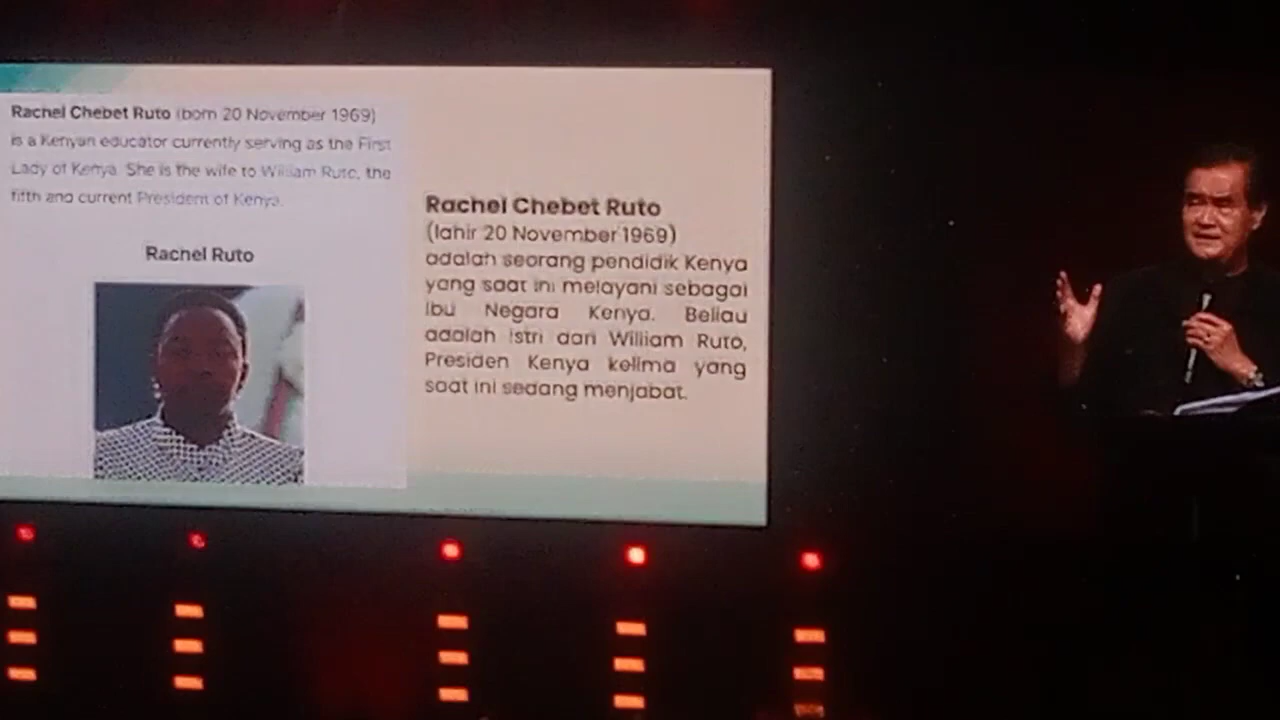 Rachel Chebet Ruto (born 20 November 1969)
is a Kenyan educator currently serving as the First
Lady of Kenya. She is the wife to William Ruto, the
fifth and current President of Kenya.
Rachel Ruto
Rachel Chebet Ruto
(lahir 20 November 1969)
adalah seorang pendidik Kenya
yang saat ini melayani sebagai
Ibu Negara Kenya. Beliau
adalah istri dari William Ruto,
Presiden Kenya kelima yang
saat ini sedang menjabat.